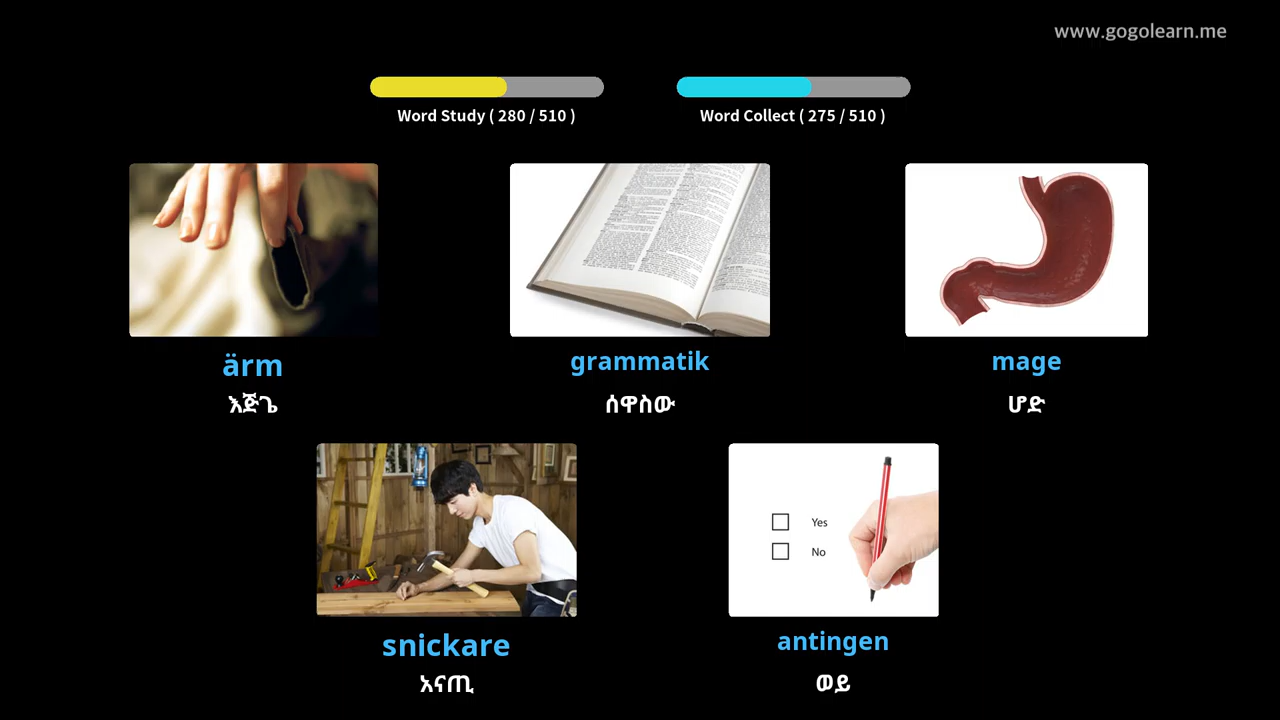 www.gogolearn.me
Word Study ( 280 / 510 )
Word Collect ( 275 / 510 )
ärm
እጅጌ
grammatik
ሰዋስው
mage
ሆድ
Yes
No
snickare
አናጢ
antingen
ወይ